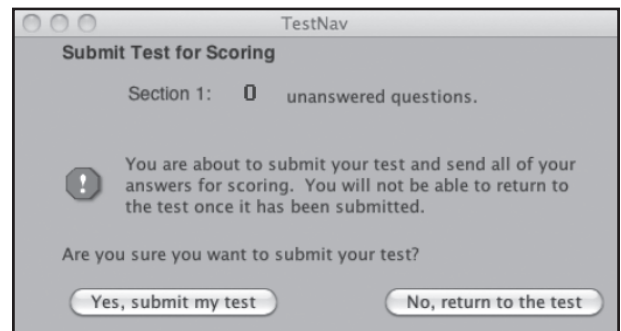 TestNav
Submit Test for Scoring
Section 1: 0 unanswered questions.
!
You are about to submit your test and send all of your
answers for scoring. You will not be able to return to
the test once it has been submitted.
Are you sure you want to submit your test?
Yes, submit my test No, return to the test